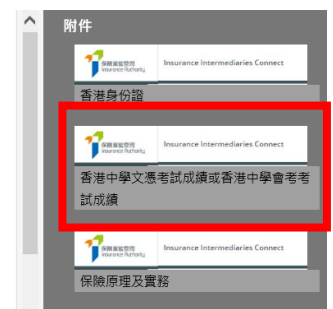 附件
保險業監管局
Insurance Authority
Insurance Intermediaries Connect
香港身份證
保險業監管局
Insurance Authority
Insurance Intermediaries Connect
香港中學文憑考試成績或香港中學會考考
試成績
保險業監管局
Insurance Authority
Insurance Intermediaries Connect
保險原理及實務